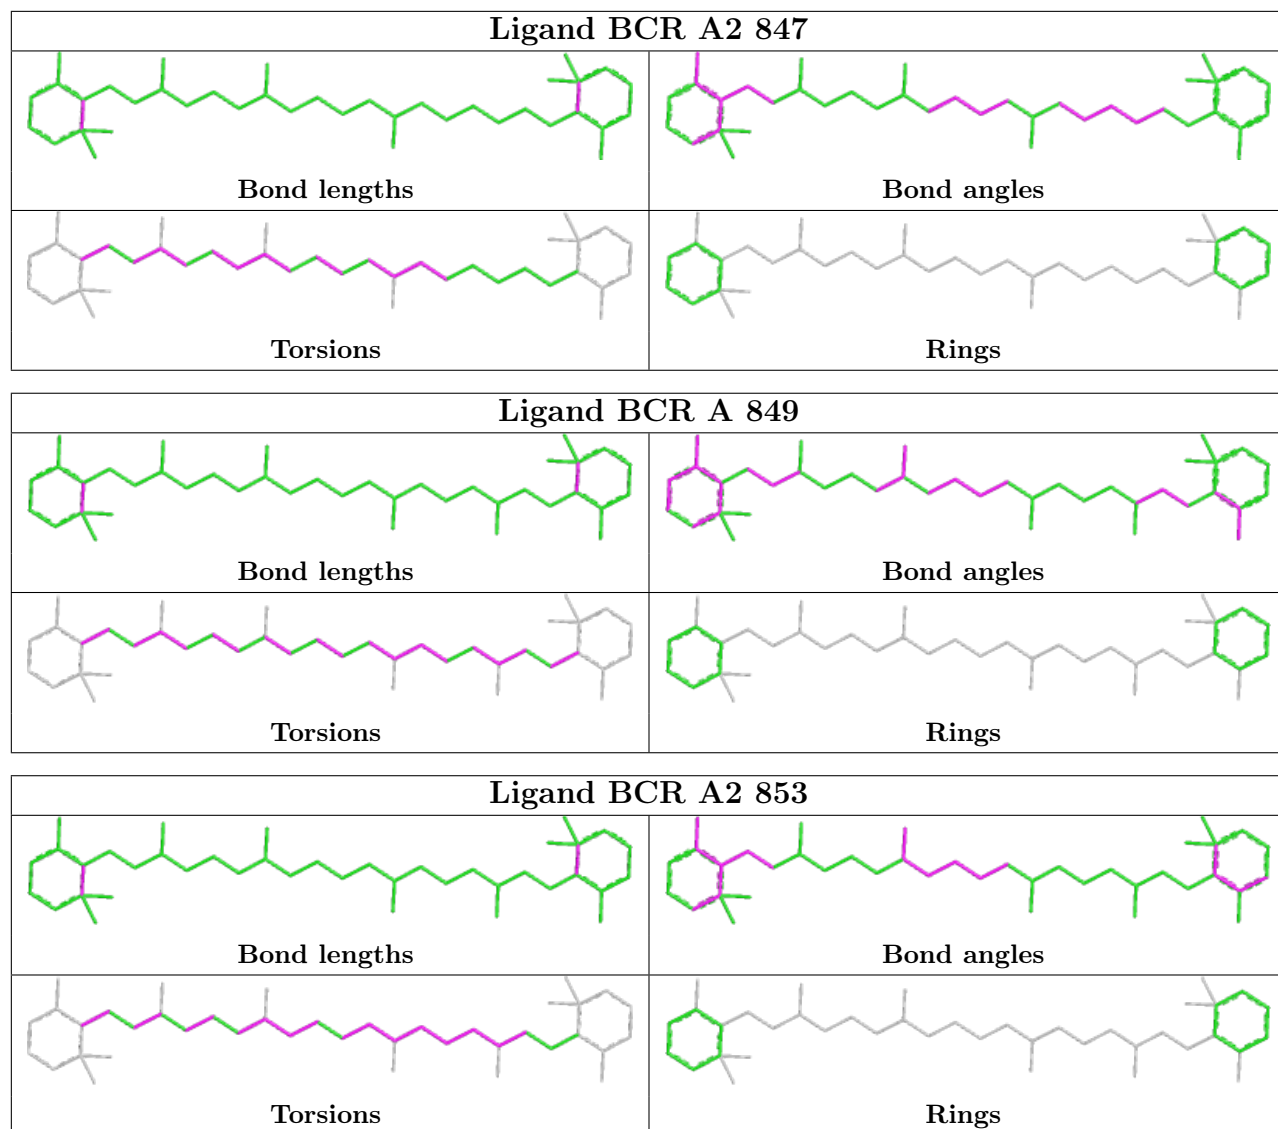 Ligand BCR A2 847
Bond lengths
Bond angles
Torsions
Rings
Ligand BCR A 849
Bond lengths
Bond angles
Torsions
Rings
Ligand BCR A2 853
Bond lengths
Bond angles
Torsions
Rings